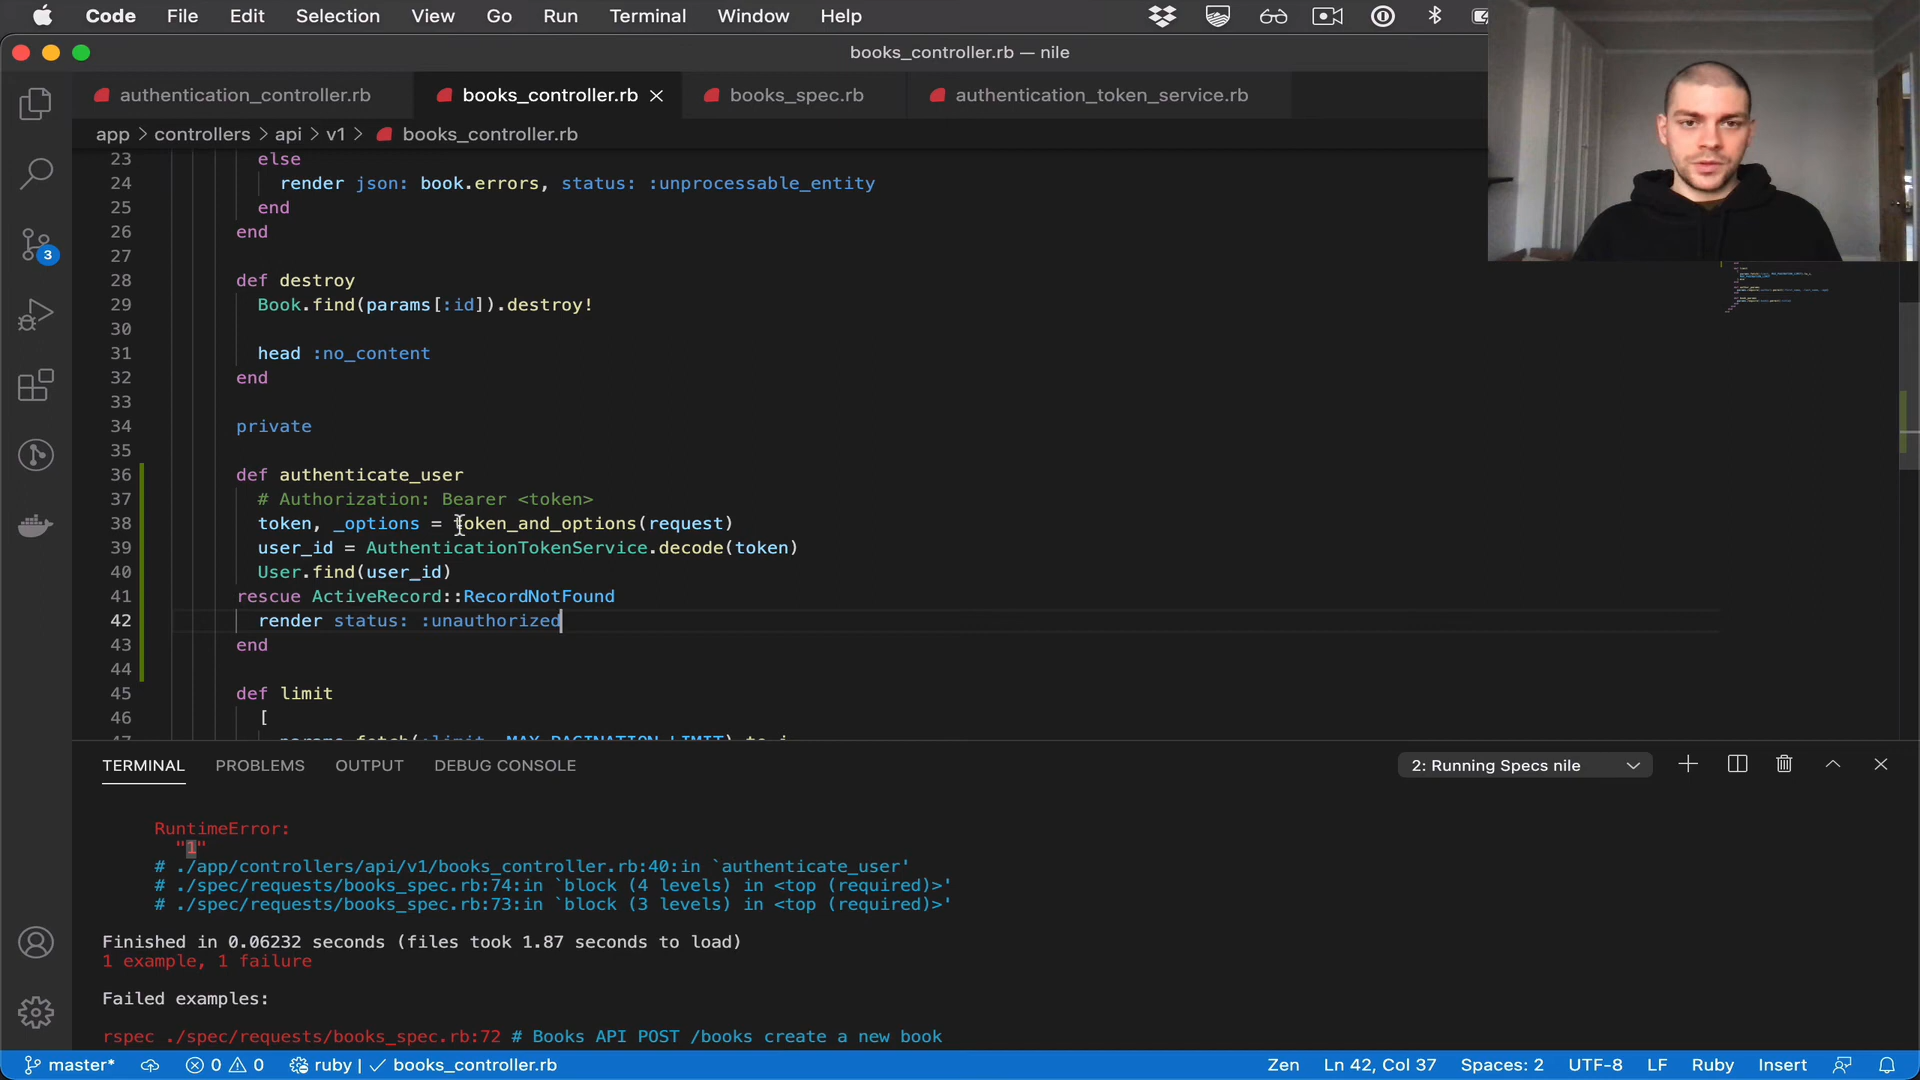 Code File Edit Selection View Go Run Terminal Window Help
books_controller.rb — nile
authentication_controller.rb books_controller.rb books_spec.rb authentication_token_service.rb
app > controllers > api > v1 > books_controller.rb
23 else
24 render json: book.errors, status: :unprocessable_entity
25 end
26 end
27
28 def destroy
29 Book.find(params[:id]).destroy!
30
31 head :no_content
32 end
33
34 private
35
36 def authenticate_user
37 # Authorization: Bearer <token>
38 token, _options = token_and_options(request)
39 user_id = AuthenticationTokenService.decode(token)
40 User.find(user_id)
41 rescue ActiveRecord::RecordNotFound
42 render status: :unauthorized
43 end
44
45 def limit
46 [
47 params.fetch(:limit, MAX_PAGINATION_LIMIT).to_i
3
TERMINAL PROBLEMS OUTPUT DEBUG CONSOLE 2: Running Specs nile
RuntimeError:
"1"
# ./app/controllers/api/v1/books_controller.rb:40:in `authenticate_user'
# ./spec/requests/books_spec.rb:74:in `block (4 levels) in <top (required)>'
# ./spec/requests/books_spec.rb:73:in `block (3 levels) in <top (required)>'
Finished in 0.06232 seconds (files took 1.87 seconds to load)
1 example, 1 failure
Failed examples:
rspec ./spec/requests/books_spec.rb:72 # Books API POST /books create a new book
master* 0 0 ruby | ✓ books_controller.rb Zen Ln 42, Col 37 Spaces: 2 UTF-8 LF Ruby Insert